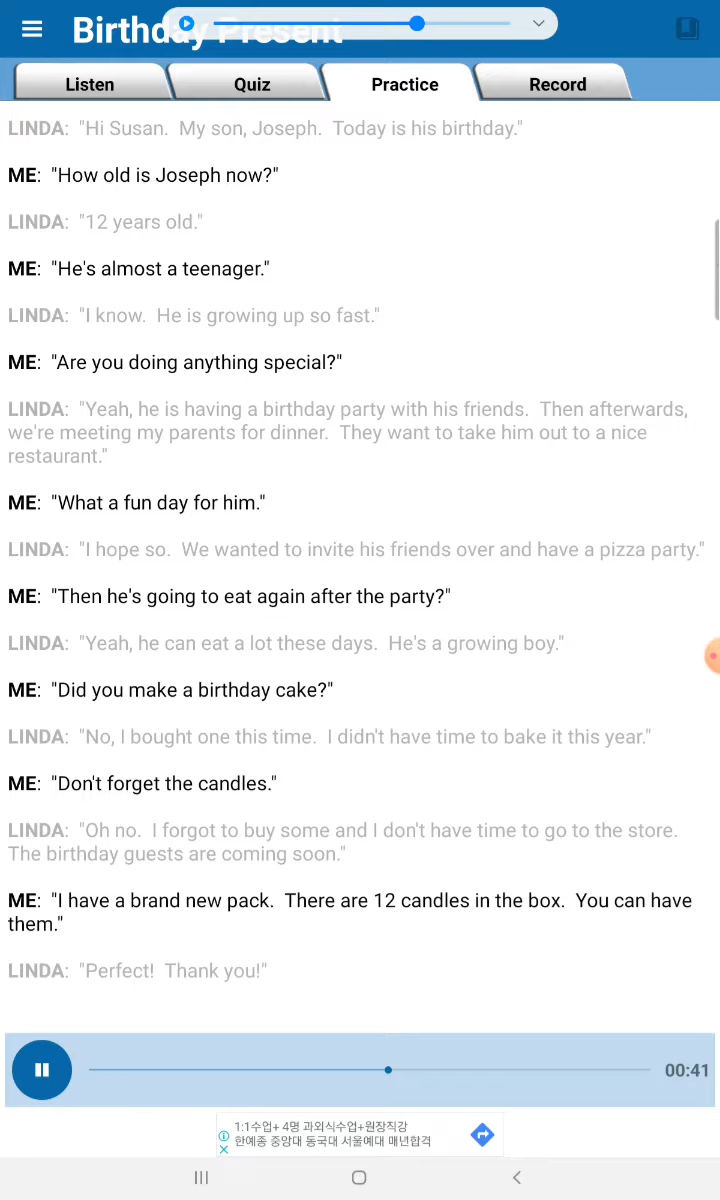 Birthday Present
Listen
Quiz
Practice
Record
LINDA: "Hi Susan. My son, Joseph. Today is his birthday."
ME: "How old is Joseph now?"
LINDA: "12 years old."
ME: "He's almost a teenager."
LINDA: "I know. He is growing up so fast."
ME: "Are you doing anything special?"
LINDA: "Yeah, he is having a birthday party with his friends. Then afterwards,
we're meeting my parents for dinner. They want to take him out to a nice
restaurant."
ME: "What a fun day for him."
LINDA: "I hope so. We wanted to invite his friends over and have a pizza party."
ME: "Then he's going to eat again after the party?"
LINDA: "Yeah, he can eat a lot these days. He's a growing boy."
ME: "Did you make a birthday cake?"
LINDA: "No, I bought one this time. I didn't have time to bake it this year."
ME: "Don't forget the candles."
LINDA: "Oh no. I forgot to buy some and I don't have time to go to the store.
The birthday guests are coming soon."
ME: "I have a brand new pack. There are 12 candles in the box. You can have
them."
LINDA: "Perfect! Thank you!"
00:41
1:1수업+ 4명 과외식수업+원장직강
한예종 중앙대 동국대 서울예대 매년합격